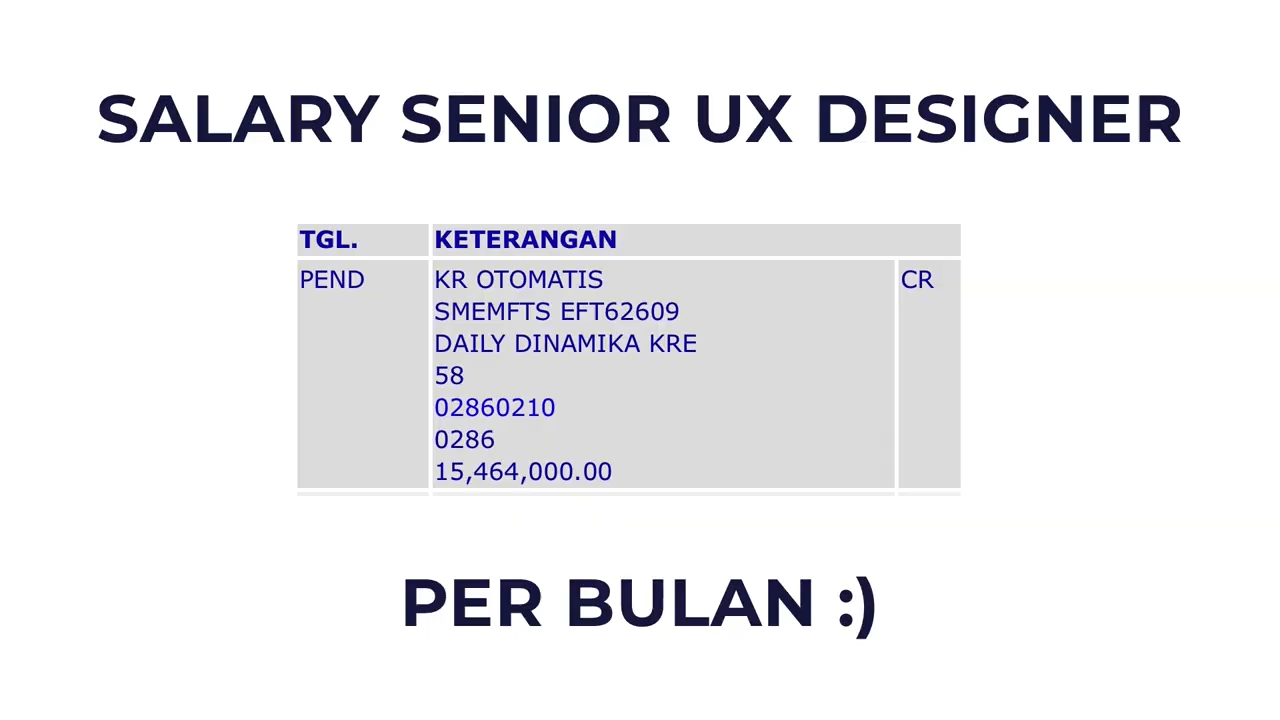 SALARY SENIOR UX DESIGNER
TGL. KETERANGAN
PEND KR OTOMATIS CR
SMEMFTS EFT62609
DAILY DINAMIKA KRE
58
02860210
0286
15,464,000.00
PER BULAN :)